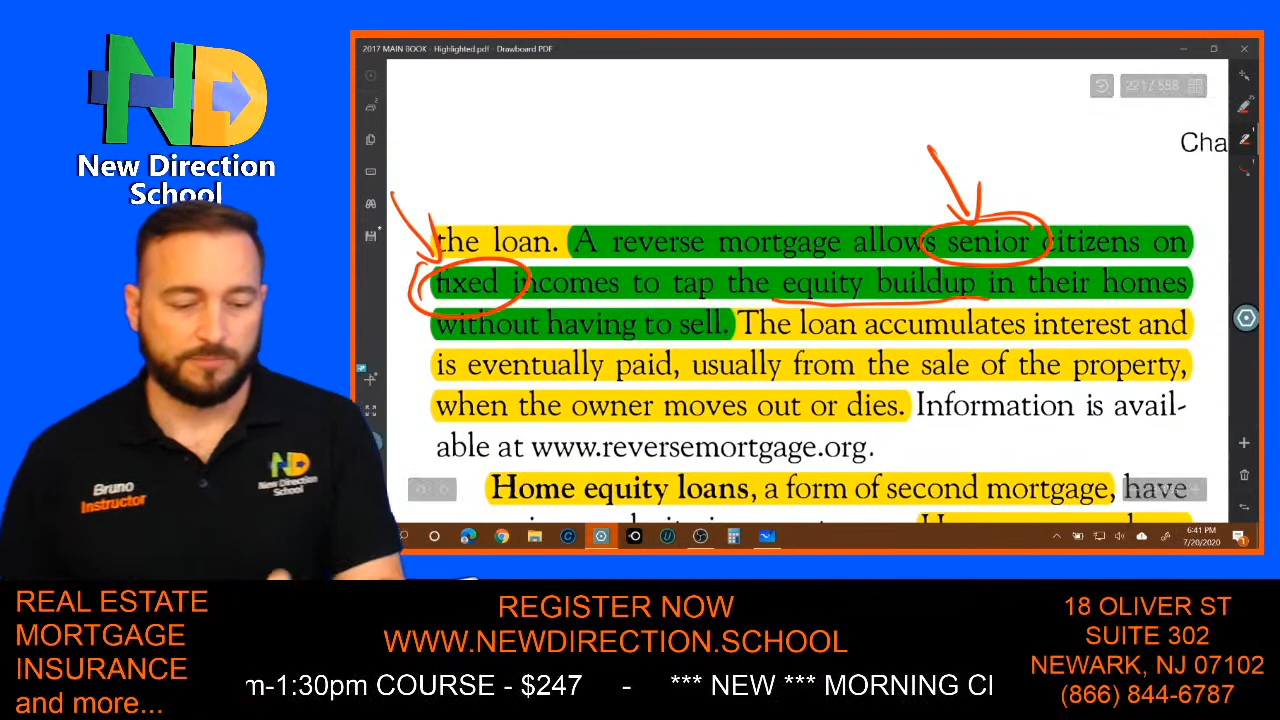 New Direction
School
Bruno
Instructor
New Direction
School
2017 MAIN BOOK - Highlighted.pdf - Drawboard PDF
221 / 558
Cha
the loan. A reverse mortgage allows senior citizens on
fixed incomes to tap the equity buildup in their homes
without having to sell. The loan accumulates interest and
is eventually paid, usually from the sale of the property,
when the owner moves out or dies. Information is avail-
able at www.reversemortgage.org.
Home equity loans, a form of second mortgage, have
6:41 PM
7/20/2020
REAL ESTATE
MORTGAGE
INSURANCE
and more...
REGISTER NOW
WWW.NEWDIRECTION.SCHOOL
m-1:30pm COURSE - $247 - *** NEW *** MORNING Cl
18 OLIVER ST
SUITE 302
NEWARK, NJ 07102
(866) 844-6787